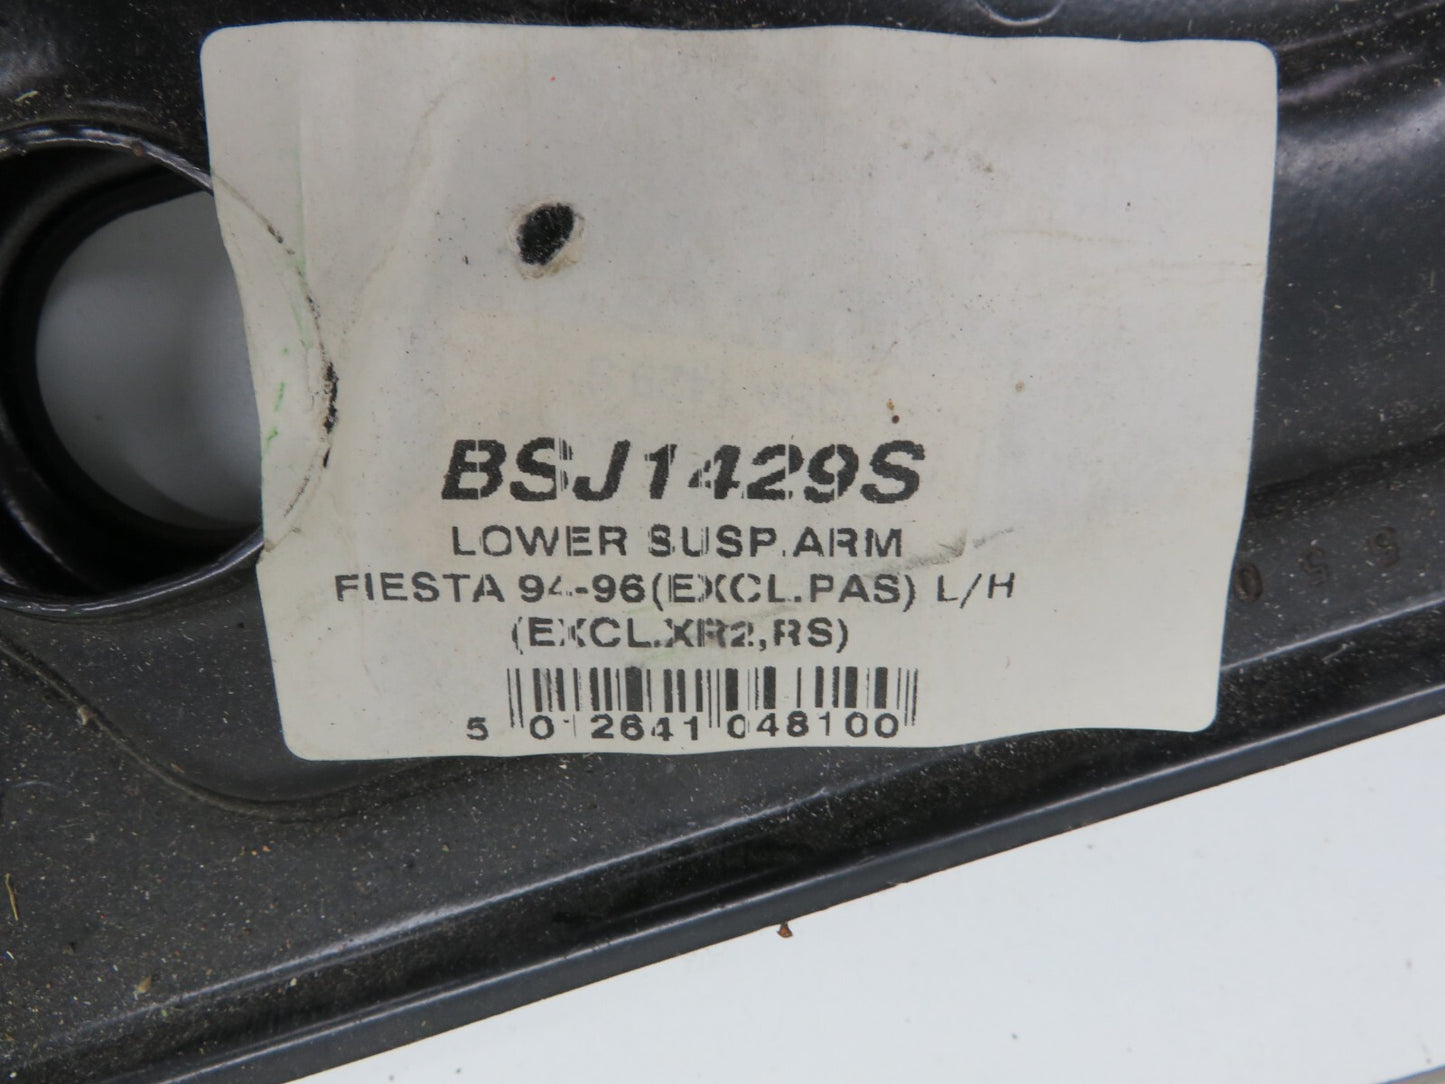 BSJ1429S
LOWER SUSP.ARM
FIESTA 94-96(EXCL.PAS) L/H
(EXCL.XR2,RS)
5 012641 048100